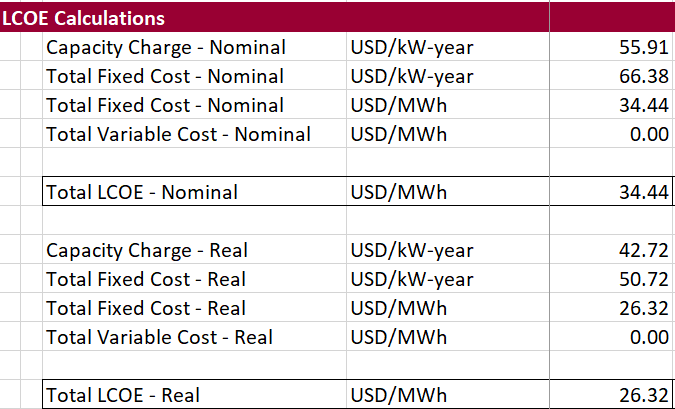 LCOE Calculations
Capacity Charge - Nominal USD/kW-year 55.91
Total Fixed Cost - Nominal USD/kW-year 66.38
Total Fixed Cost - Nominal USD/MWh 34.44
Total Variable Cost - Nominal USD/MWh 0.00
Total LCOE - Nominal USD/MWh 34.44
Capacity Charge - Real USD/kW-year 42.72
Total Fixed Cost - Real USD/kW-year 50.72
Total Fixed Cost - Real USD/MWh 26.32
Total Variable Cost - Real USD/MWh 0.00
Total LCOE - Real USD/MWh 26.32